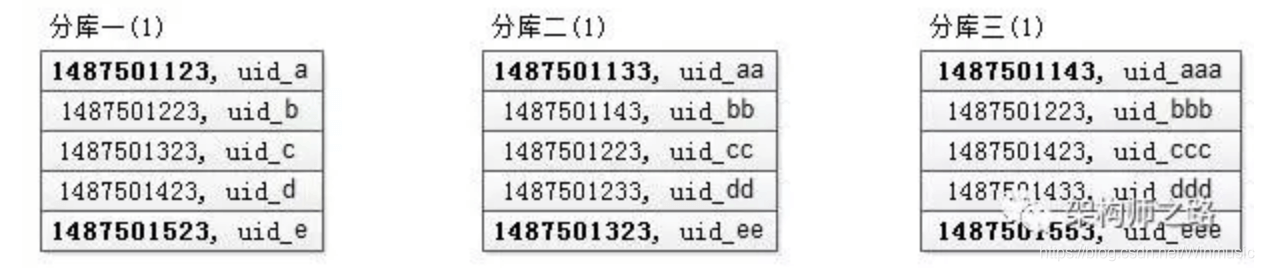 分库一(1)
1487501123, uid_a
1487501223, uid_b
1487501323, uid_c
1487501423, uid_d
1487501523, uid_e
分库二(1)
1487501133, uid_aa
1487501143, uid_bb
1487501223, uid_cc
1487501233, uid_dd
1487501323, uid_ee
分库三(1)
1487501143, uid_aaa
1487501223, uid_bbb
1487501423, uid_ccc
1487501433, uid_ddd
1487501553, uid_eee
架构师之路
https://blog.csdn.net/Winmusic